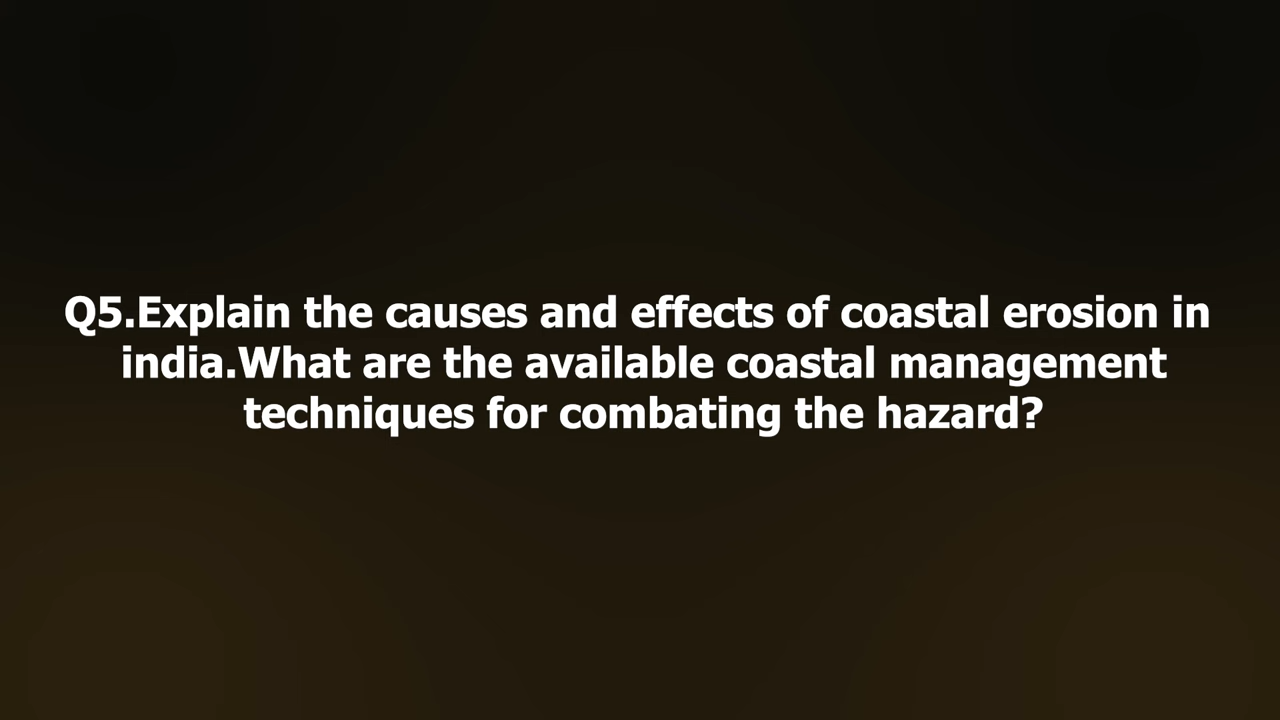 Q5.Explain the causes and effects of coastal erosion in
india.What are the available coastal management
techniques for combating the hazard?